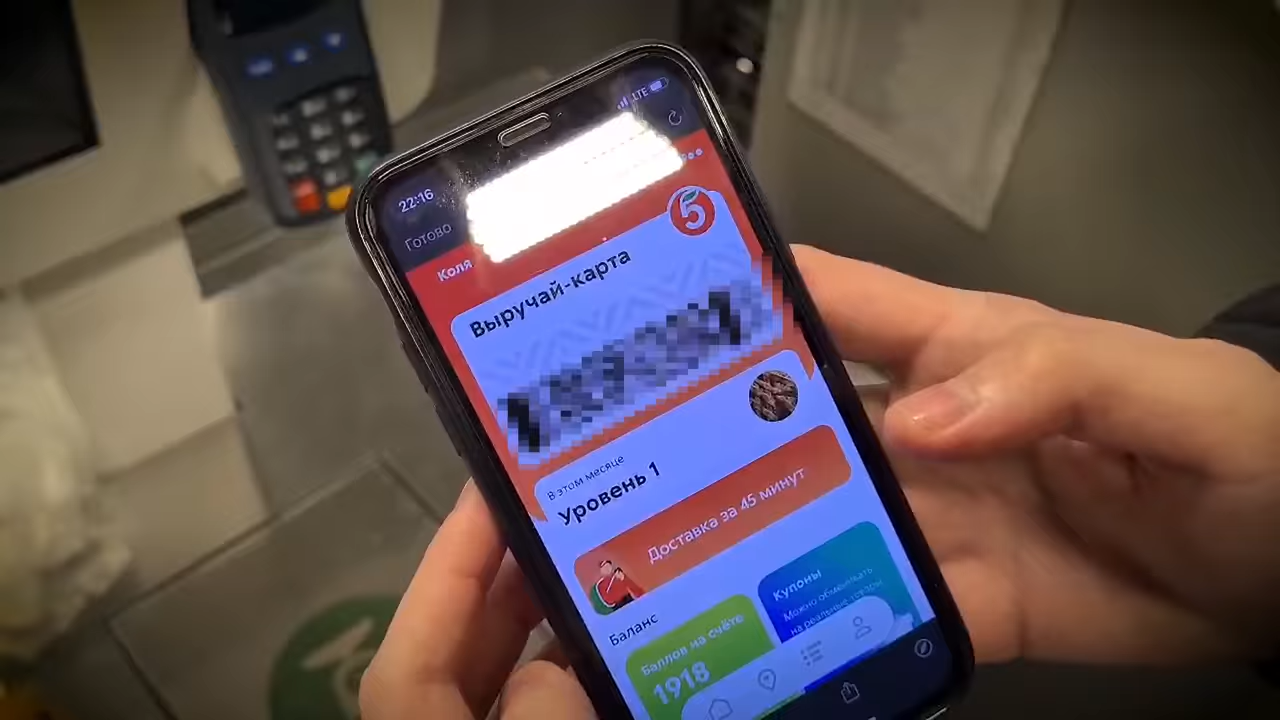 22:16
LTE
Готово
Коля
5
Выручай-карта
В этом месяце
Уровень 1
Доставка за 45 минут
Баланс
Баллов на счёте
1918
Купоны
Можно обменивать
на реальные товары